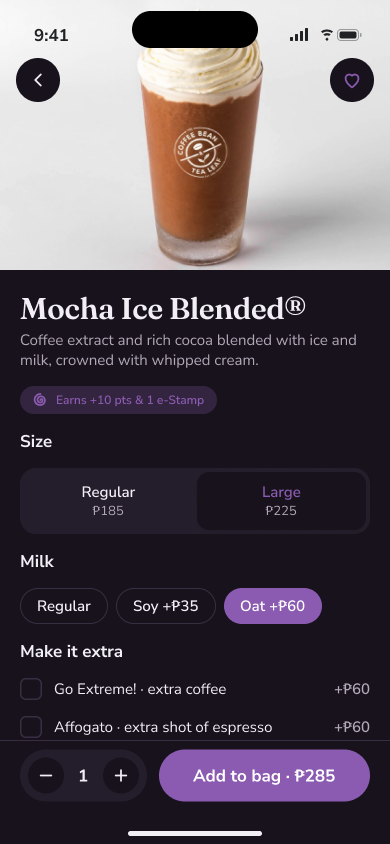 9:41
COFFEE BEAN
TEA LEAF
Mocha Ice Blended®
Coffee extract and rich cocoa blended with ice and
milk, crowned with whipped cream.
Earns +10 pts & 1 e-Stamp
Size
Regular
₱185
Large
₱225
Milk
Regular
Soy +₱35
Oat +₱60
Make it extra
Go Extreme! · extra coffee
+₱60
Affogato · extra shot of espresso
+₱60
− 1 +
Add to bag · ₱285